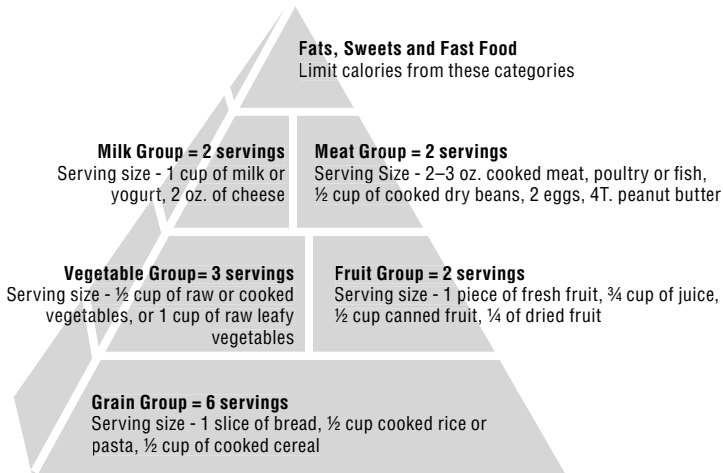 Fats, Sweets and Fast Food
Limit calories from these categories
Milk Group = 2 servings
Serving size - 1 cup of milk or
yogurt, 2 oz. of cheese
Meat Group = 2 servings
Serving Size - 2–3 oz. cooked meat, poultry or fish,
½ cup of cooked dry beans, 2 eggs, 4T. peanut butter
Vegetable Group= 3 servings
Serving size - ½ cup of raw or cooked
vegetables, or 1 cup of raw leafy
vegetables
Fruit Group = 2 servings
Serving size - 1 piece of fresh fruit, ¾ cup of juice,
½ cup canned fruit, ¼ of dried fruit
Grain Group = 6 servings
Serving size - 1 slice of bread, ½ cup cooked rice or
pasta, ½ cup of cooked cereal